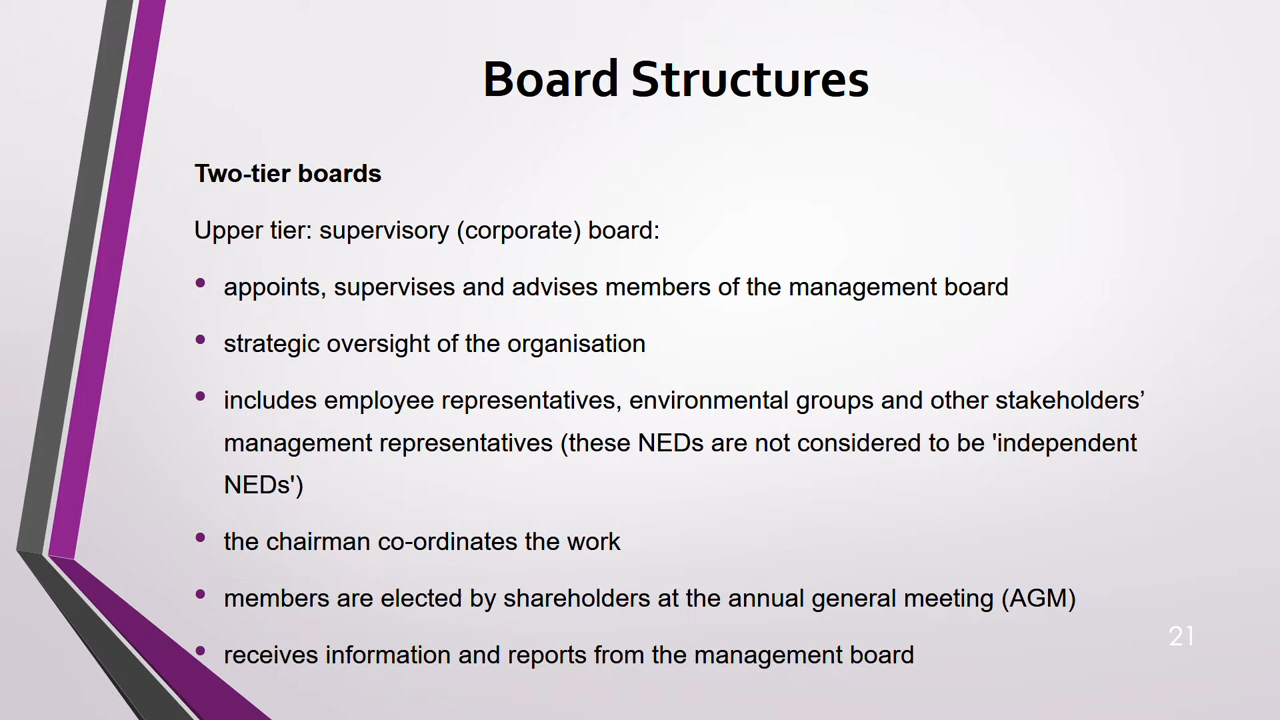 Board Structures
Two-tier boards
Upper tier: supervisory (corporate) board:
• appoints, supervises and advises members of the management board
• strategic oversight of the organisation
• includes employee representatives, environmental groups and other stakeholders’
management representatives (these NEDs are not considered to be 'independent
NEDs')
• the chairman co-ordinates the work
• members are elected by shareholders at the annual general meeting (AGM)
21
• receives information and reports from the management board